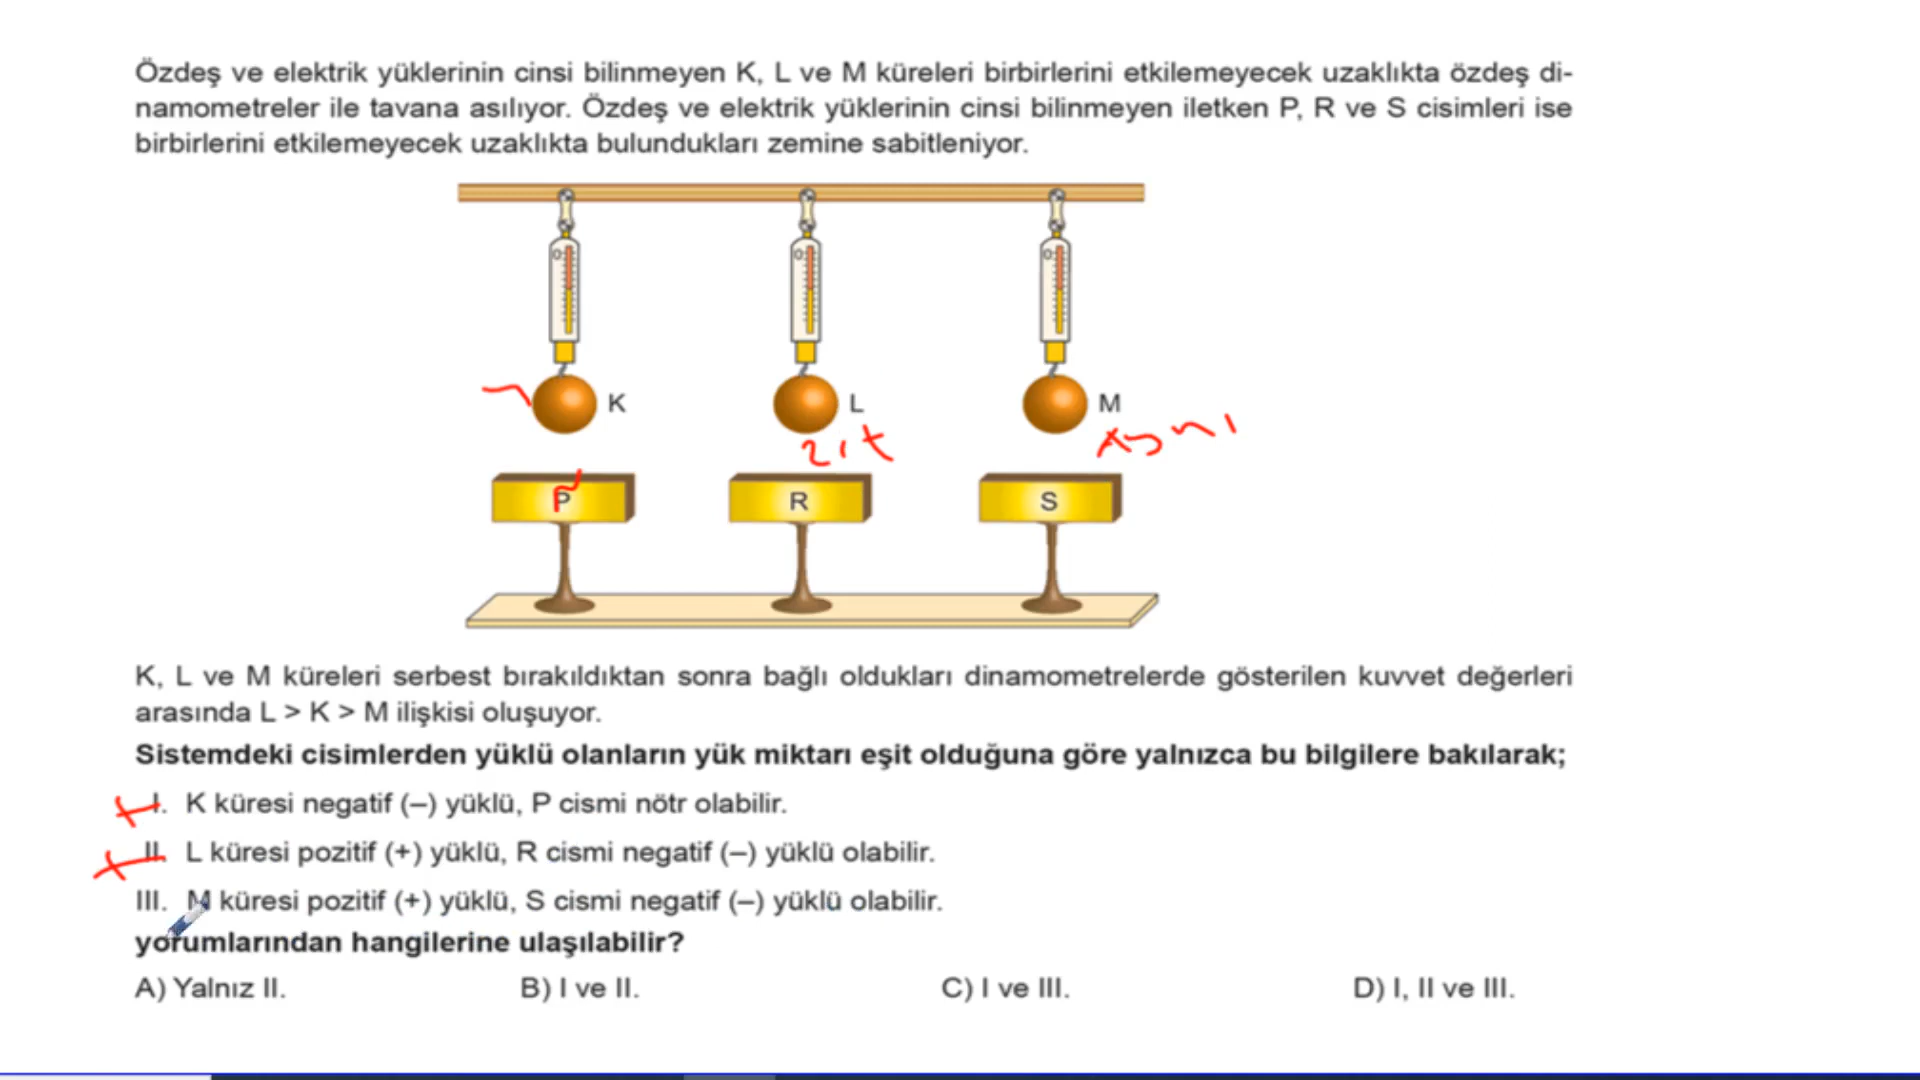 Özdeş ve elektrik yüklerinin cinsi bilinmeyen K, L ve M küreleri birbirlerini etkilemeyecek uzaklıkta özdeş di-
namometreler ile tavana asılıyor. Özdeş ve elektrik yüklerinin cinsi bilinmeyen iletken P, R ve S cisimleri ise
birbirlerini etkilemeyecek uzaklıkta bulundukları zemine sabitleniyor.
0 0 0
K L M
zıt Aynı
P R S
K, L ve M küreleri serbest bırakıldıktan sonra bağlı oldukları dinamometrelerde gösterilen kuvvet değerleri
arasında L > K > M ilişkisi oluşuyor.
Sistemdeki cisimlerden yüklü olanların yük miktarı eşit olduğuna göre yalnızca bu bilgilere bakılarak;
I. K küresi negatif (–) yüklü, P cismi nötr olabilir.
II. L küresi pozitif (+) yüklü, R cismi negatif (–) yüklü olabilir.
III. M küresi pozitif (+) yüklü, S cismi negatif (–) yüklü olabilir.
yorumlarından hangilerine ulaşılabilir?
A) Yalnız II. B) I ve II. C) I ve III. D) I, II ve III.